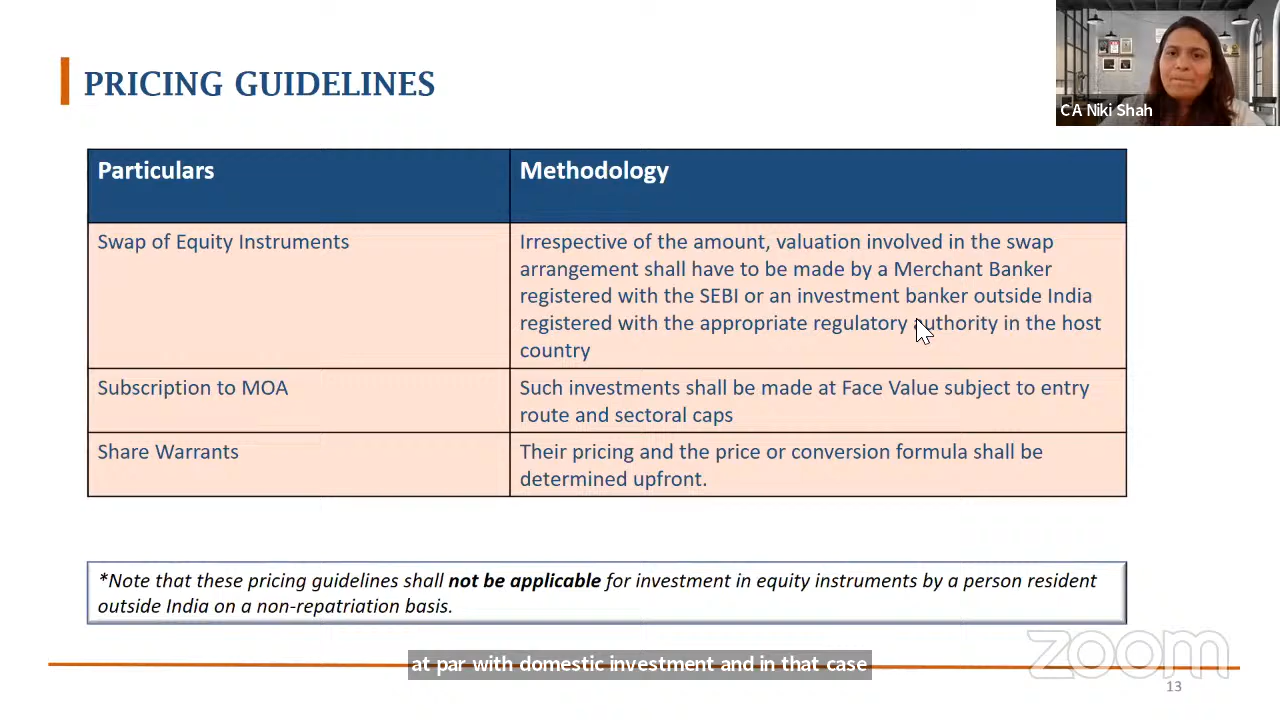 PRICING GUIDELINES
CA Niki Shah
Particulars
Methodology
Swap of Equity Instruments
Irrespective of the amount, valuation involved in the swap
arrangement shall have to be made by a Merchant Banker
registered with the SEBI or an investment banker outside India
registered with the appropriate regulatory authority in the host
country
Subscription to MOA
Such investments shall be made at Face Value subject to entry
route and sectoral caps
Share Warrants
Their pricing and the price or conversion formula shall be
determined upfront.
*Note that these pricing guidelines shall not be applicable for investment in equity instruments by a person resident
outside India on a non-repatriation basis.
at par with domestic investment and in that case
zoom
13